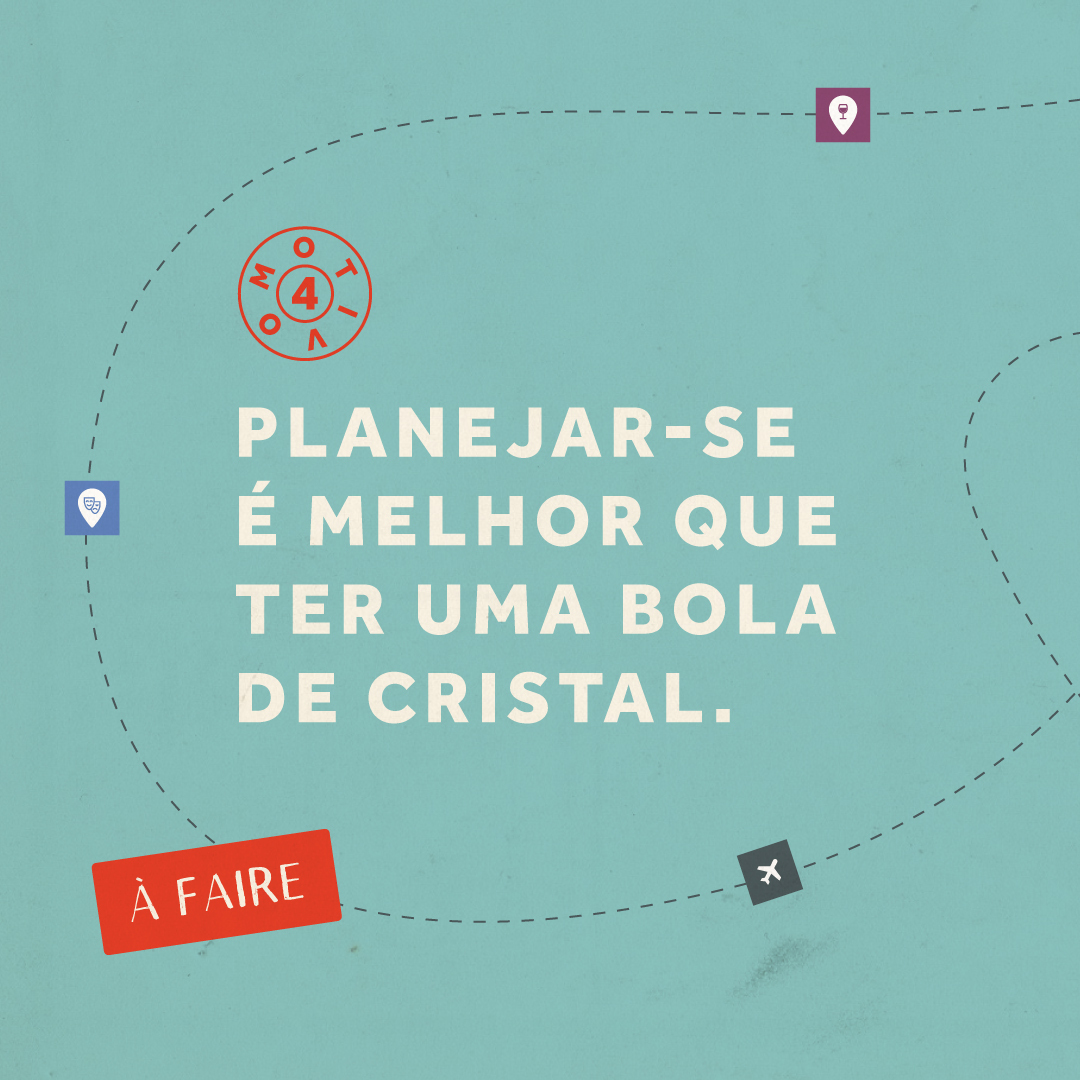 MOTIVO
4
PLANEJAR-SE
É MELHOR QUE
TER UMA BOLA
DE CRISTAL.
À FAIRE